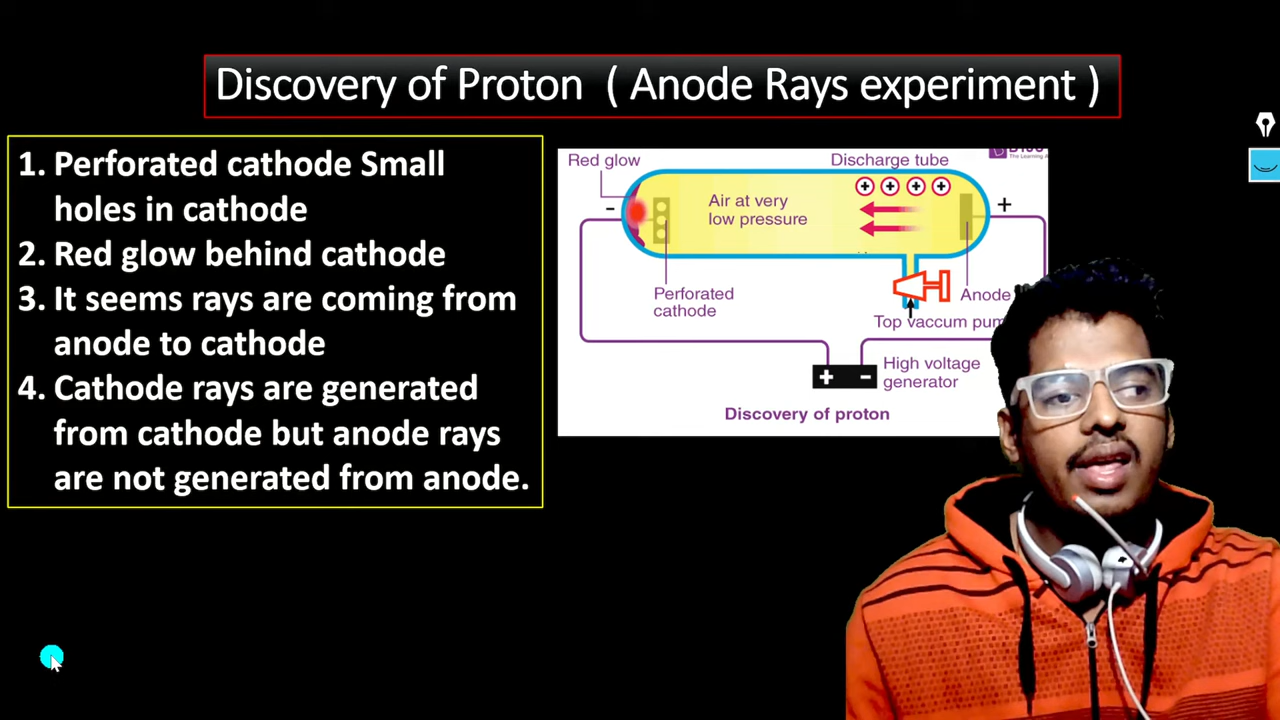 Discovery of Proton ( Anode Rays experiment )
1. Perforated cathode Small
holes in cathode
2. Red glow behind cathode
3. It seems rays are coming from
anode to cathode
4. Cathode rays are generated
from cathode but anode rays
are not generated from anode.
Red glow
Discharge tube
+ + + +
-
Air at very
low pressure
+
Perforated
cathode
Anode
Top vaccum pum
High voltage
generator
+ -
Discovery of proton